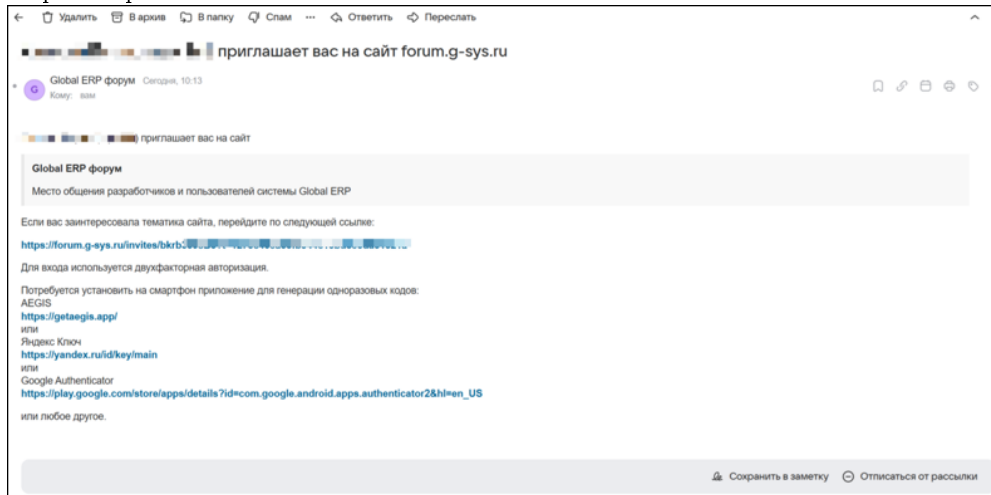 Удалить В архив В папку Спам ... Ответить Переслать
приглашает вас на сайт forum.g-sys.ru
Global ERP форум Сегодня, 10:13
G
Кому: вам
приглашает вас на сайт
Global ERP форум
Место общения разработчиков и пользователей системы Global ERP
Если вас заинтересовала тематика сайта, перейдите по следующей ссылке:
https://forum.g-sys.ru/invites/bkrb
Для входа используется двухфакторная авторизация.
Потребуется установить на смартфон приложение для генерации одноразовых кодов:
AEGIS
https://getaegis.app/
или
Яндекс Ключ
https://yandex.ru/id/key/main
или
Google Authenticator
https://play.google.com/store/apps/details?id=com.google.android.apps.authenticator2&hl=en_US
или любое другое.
Сохранить в заметку Отписаться от рассылки